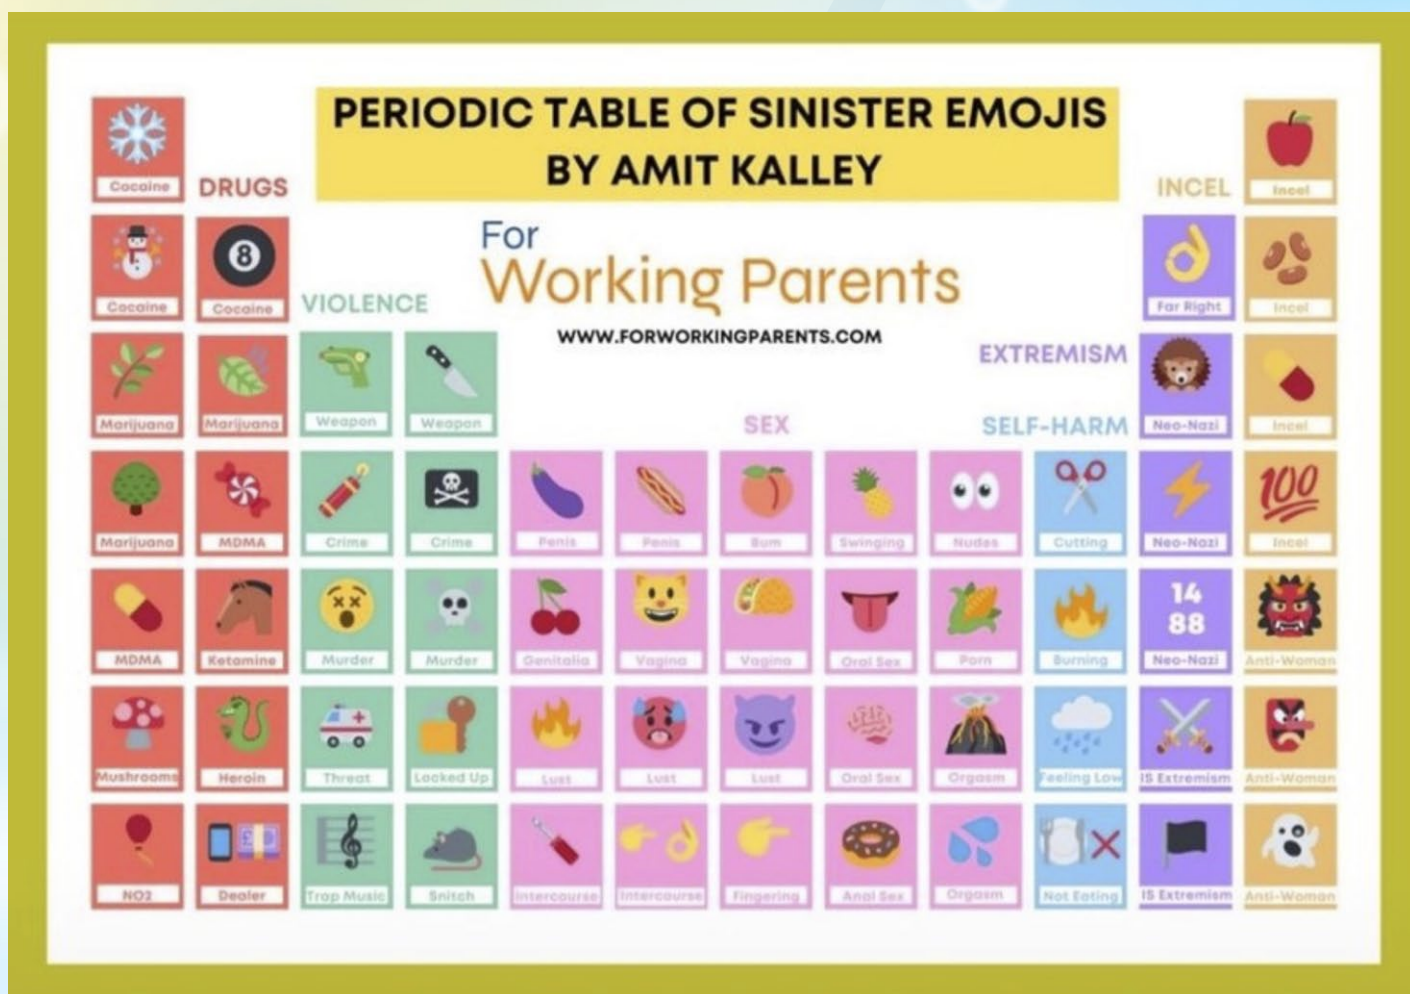 PERIODIC TABLE OF SINISTER EMOJIS
BY AMIT KALLEY
Cocaine
DRUGS
INCEL
Incel
For
Working Parents
WWW.FORWORKINGPARENTS.COM
8
Cocaine
Cocaine
VIOLENCE
Far Right
Incel
EXTREMISM
Marijuana
Marijuana
Weapon
Weapon
SEX
SELF-HARM
Neo-Nazi
Incel
100
Marijuana
MDMA
Crime
Crime
Penis
Penis
Bum
Swinging
Nudes
Cutting
Neo-Nazi
Incel
14
88
MDMA
Ketamine
Murder
Murder
Genitalia
Vagina
Vagina
Oral Sex
Porn
Burning
Neo-Nazi
Anti-Woman
Mushrooms
Heroin
Threat
Locked Up
Lust
Lust
Lust
Oral Sex
Orgasm
Feeling Low
IS Extremism
Anti-Woman
NO2
Dealer
Trap Music
Snitch
Intercourse
Intercourse
Fingering
Anal Sex
Orgasm
Not Eating
IS Extremism
Anti-Woman